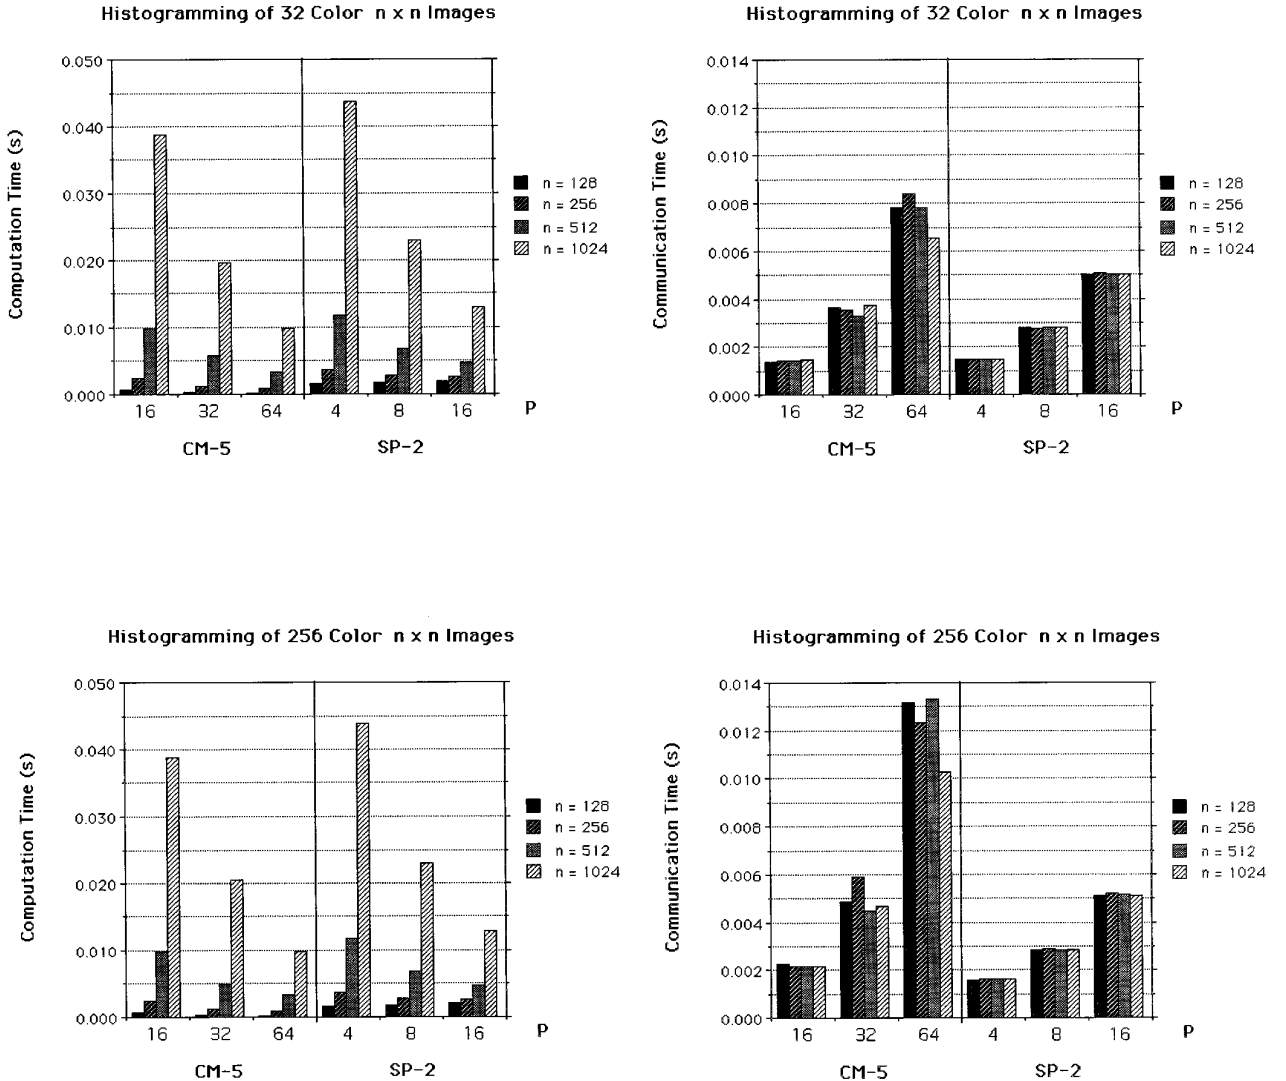 Histogramming of 32 Color n x n Images
Computation Time (s)
0.050
0.040
0.030
0.020
0.010
0.000
16 32 64 4 8 16 P
CM-5 SP-2
n = 128
n = 256
n = 512
n = 1024
Histogramming of 32 Color n x n Images
Communication Time (s)
0.014
0.012
0.010
0.008
0.006
0.004
0.002
0.000
16 32 64 4 8 16 P
CM-5 SP-2
n = 128
n = 256
n = 512
n = 1024
Histogramming of 256 Color n x n Images
Computation Time (s)
0.050
0.040
0.030
0.020
0.010
0.000
16 32 64 4 8 16 P
CM-5 SP-2
n = 128
n = 256
n = 512
n = 1024
Histogramming of 256 Color n x n Images
Communication Time (s)
0.014
0.012
0.010
0.008
0.006
0.004
0.002
0.000
16 32 64 4 8 16 P
CM-5 SP-2
n = 128
n = 256
n = 512
n = 1024